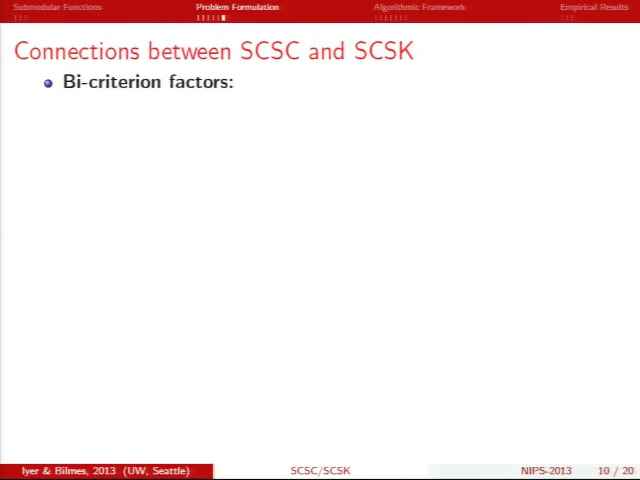 Submodular Functions Problem Formulation Algorithmic Framework Empirical Results
Connections between SCSC and SCSK
Bi-criterion factors:
Iyer & Bilmes, 2013 (UW, Seattle) SCSC/SCSK NIPS-2013 10 / 20